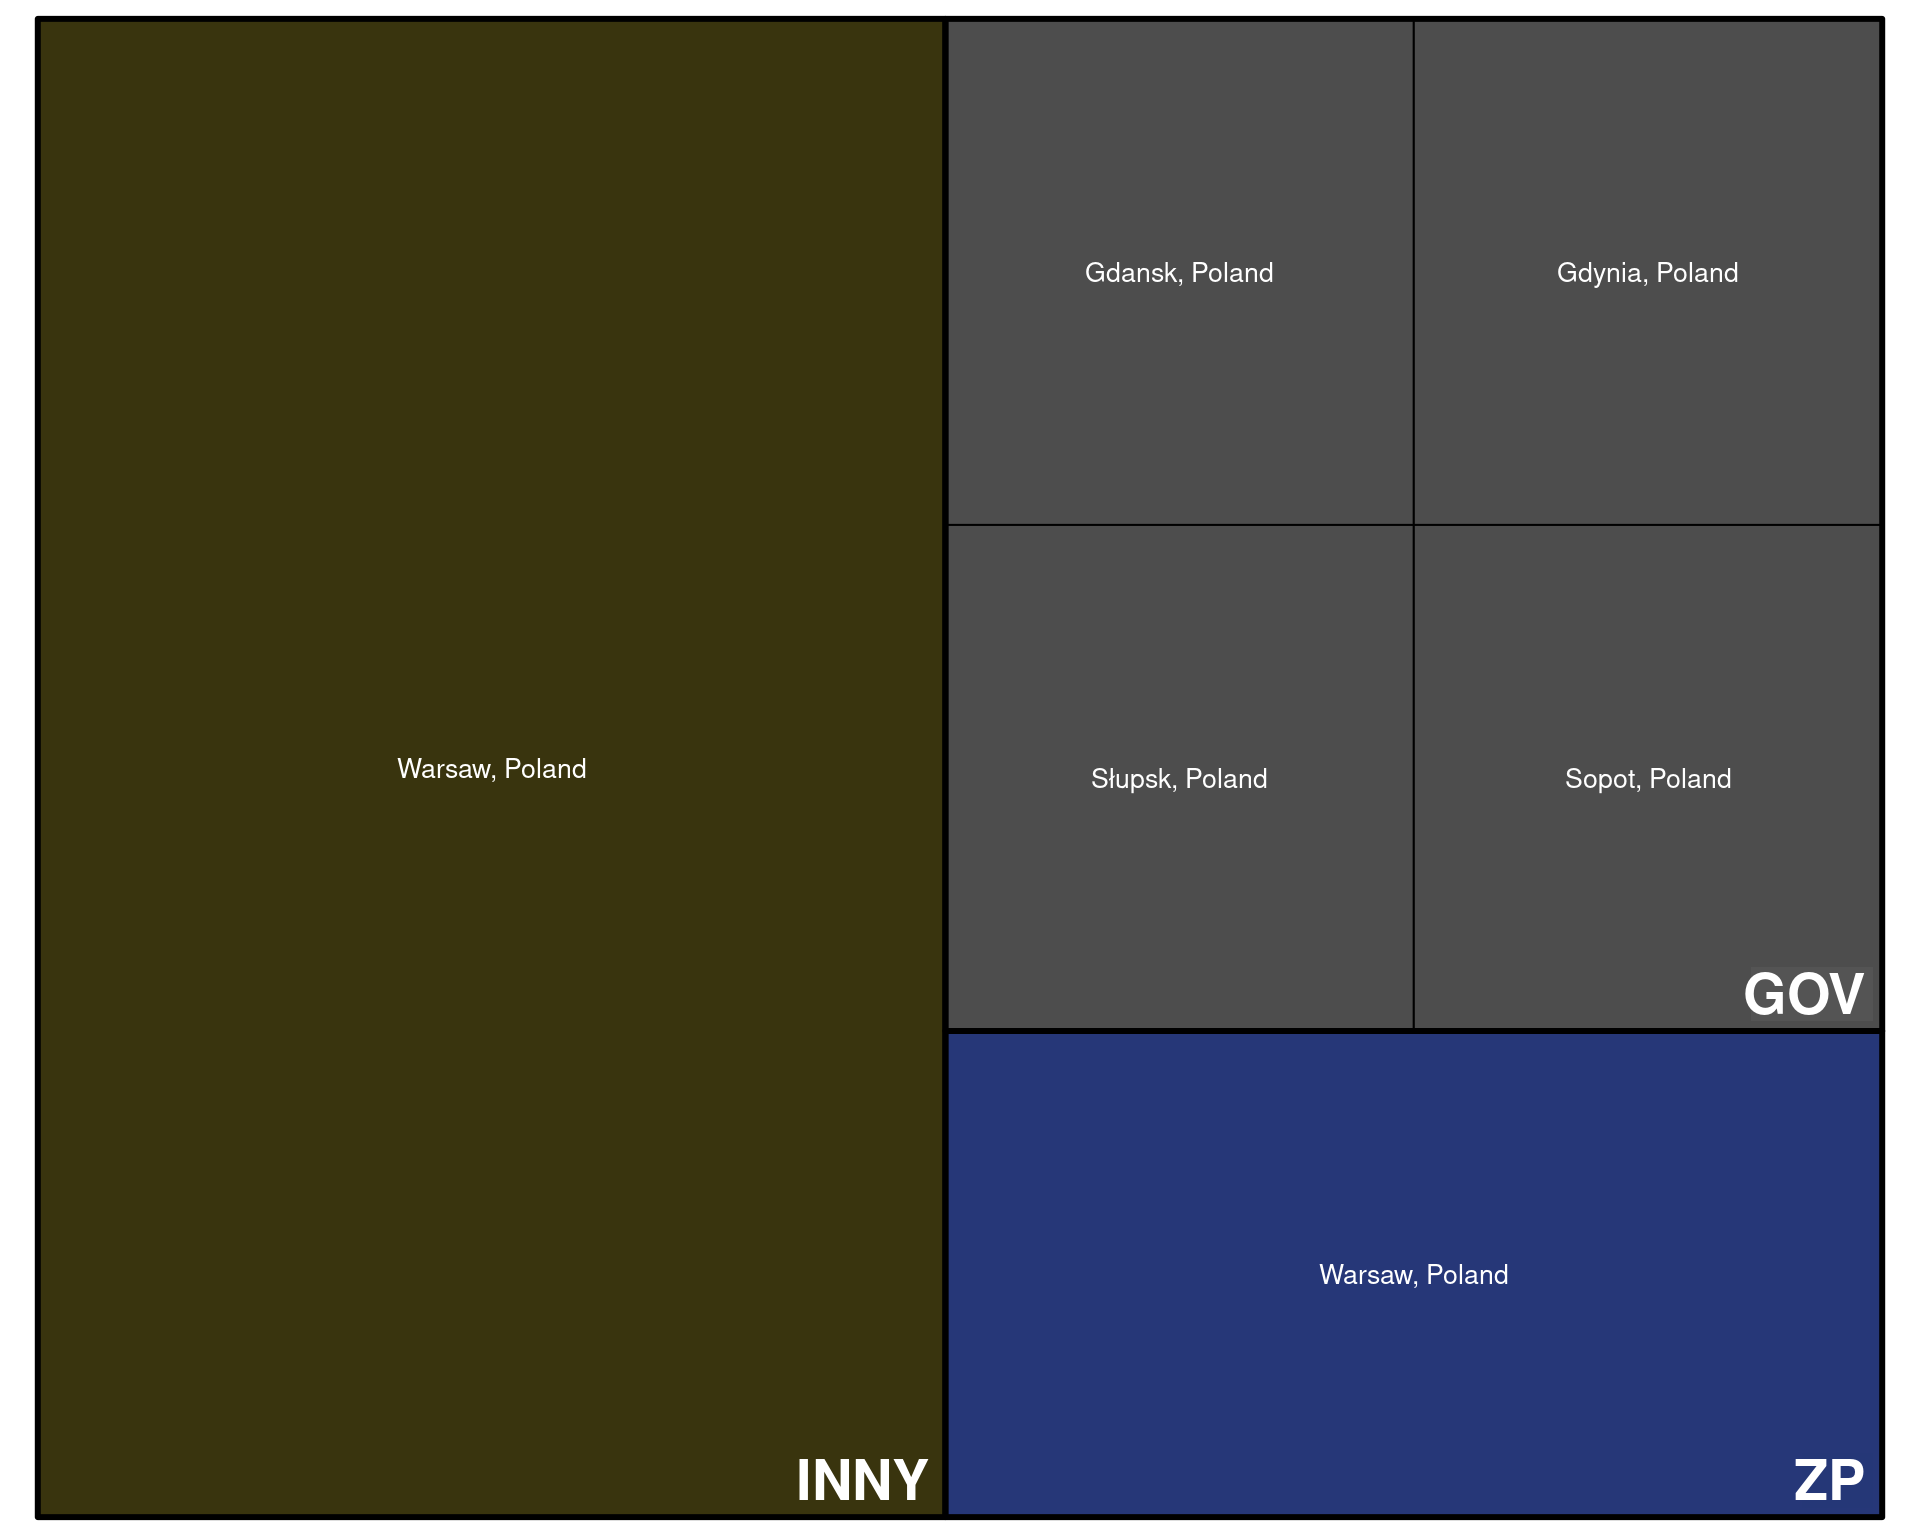 Warsaw, Poland
INNY
Gdansk, Poland
Gdynia, Poland
Słupsk, Poland
Sopot, Poland
GOV
Warsaw, Poland
ZP